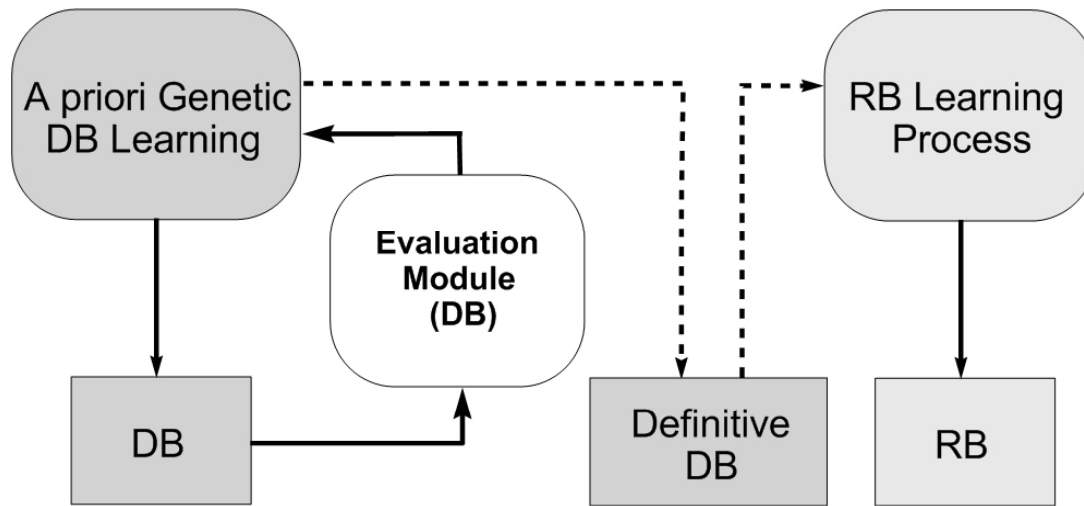 A priori Genetic
DB Learning
RB Learning
Process
Evaluation
Module
(DB)
DB
Definitive
DB
RB